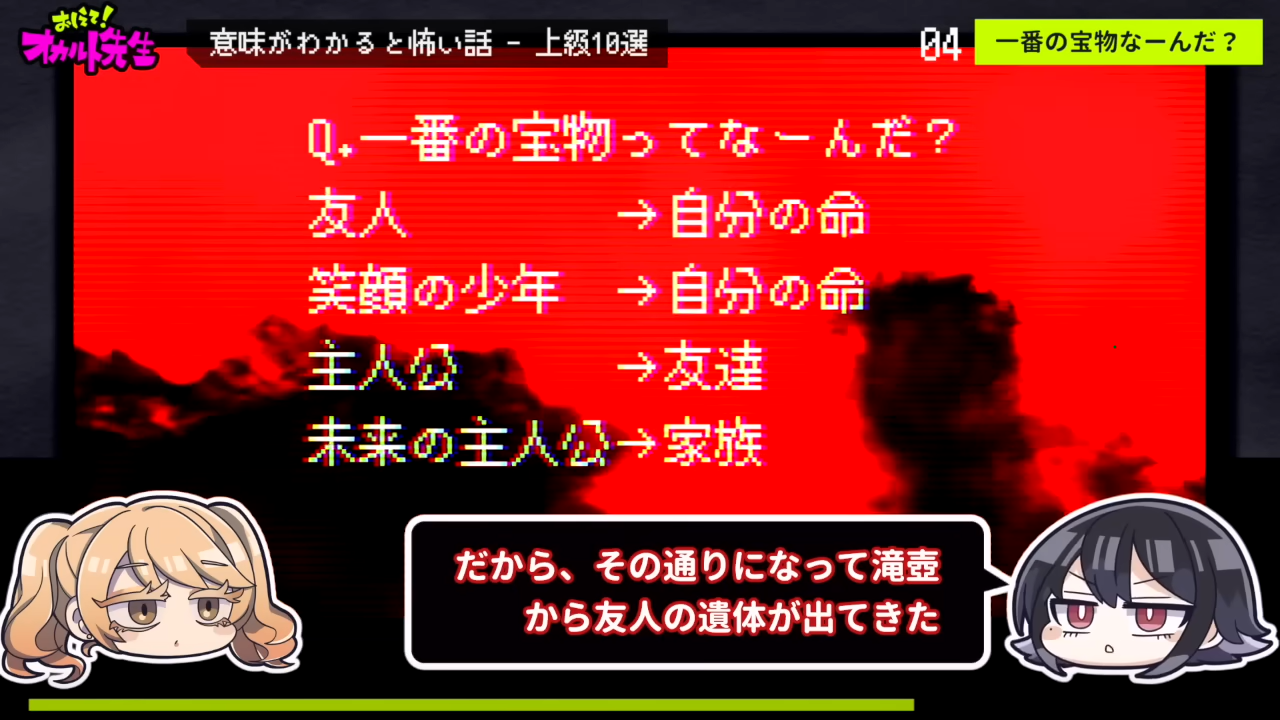 おしえて!
オカルト先生
意味がわかると怖い話 - 上級10選
04
一番の宝物なーんだ？
Q.一番の宝物ってなーんだ？
友人 →自分の命
笑顔の少年 →自分の命
主人公 →友達
未来の主人公→家族
だから、その通りになって滝壺
から友人の遺体が出てきた